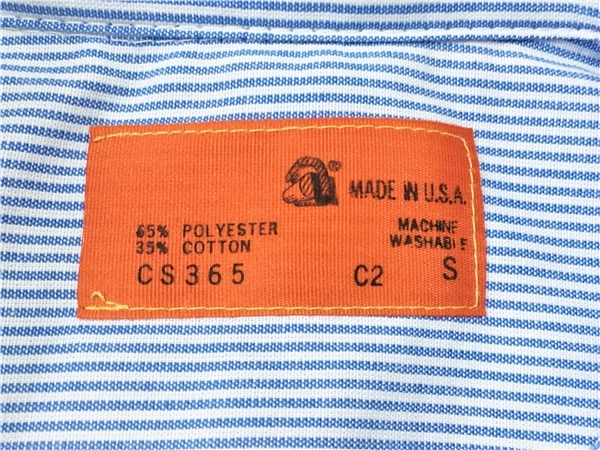 ® MADE IN U.S.A.
65% POLYESTER
35% COTTON
MACHINE
WASHABLE
CS365 C2 S